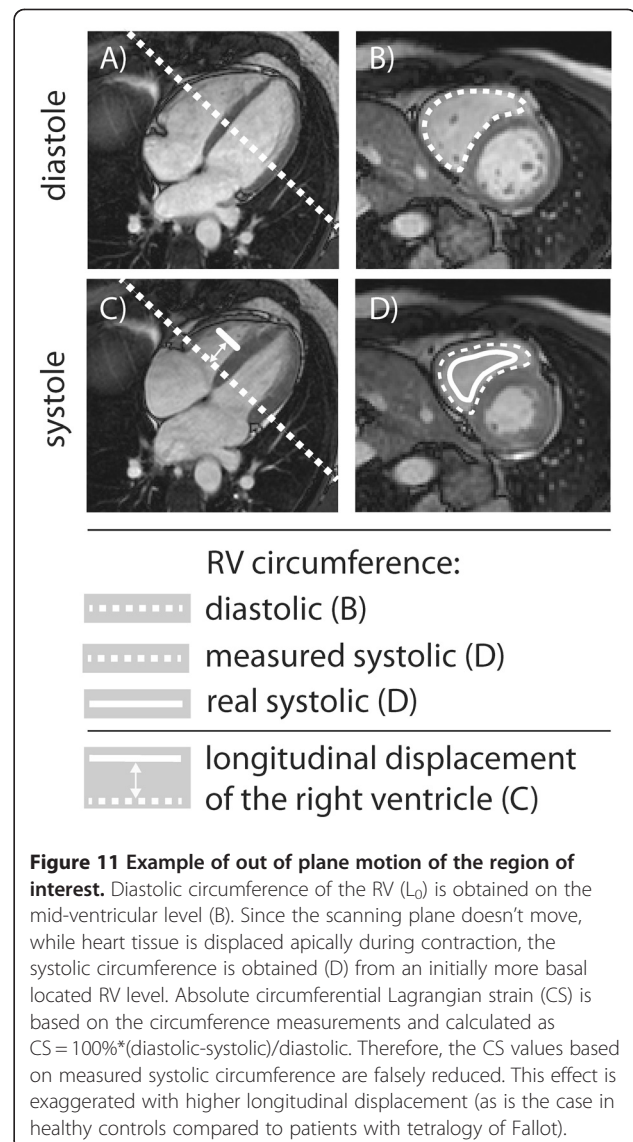 A)
B)
diastole
C)
D)
systole
RV circumference:
diastolic (B)
measured systolic (D)
real systolic (D)
longitudinal displacement
of the right ventricle (C)
Figure 11 Example of out of plane motion of the region of
interest. Diastolic circumference of the RV (L₀) is obtained on the
mid-ventricular level (B). Since the scanning plane doesn't move,
while heart tissue is displaced apically during contraction, the
systolic circumference is obtained (D) from an initially more basal
located RV level. Absolute circumferential Lagrangian strain (CS) is
based on the circumference measurements and calculated as
CS = 100%*(diastolic-systolic)/diastolic. Therefore, the CS values based
on measured systolic circumference are falsely reduced. This effect is
exaggerated with higher longitudinal displacement (as is the case in
healthy controls compared to patients with tetralogy of Fallot).